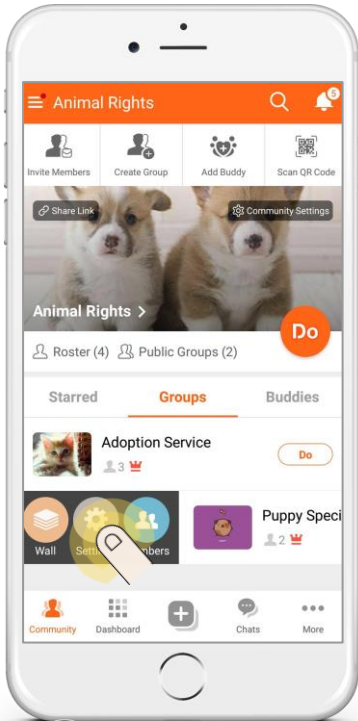 Animal Rights
5
Invite Members
Create Group
Add Buddy
Scan QR Code
Share Link
Community Settings
Animal Rights >
Do
Roster (4)
Public Groups (2)
Starred
Groups
Buddies
Adoption Service
3
Do
Wall
Puppy Speci
2
Community
Dashboard
Chats
More